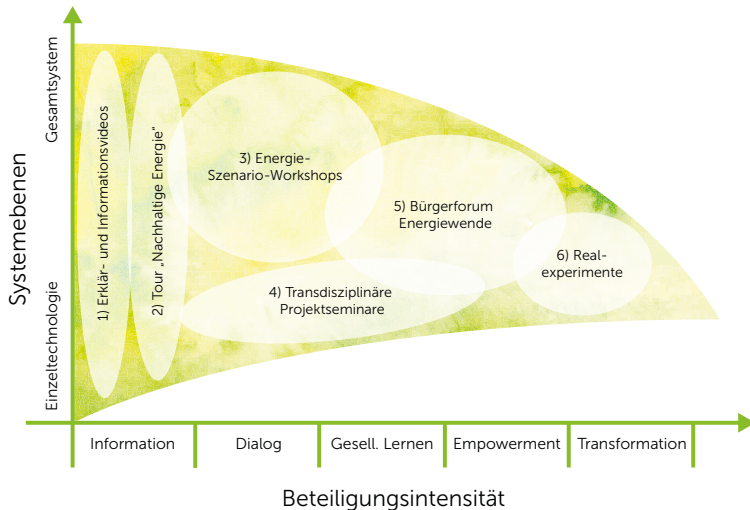 Systemebenen
Gesamtsystem
Einzeltechnologie
1) Erklär- und Informationsvideos
2) Tour „Nachhaltige Energie“
3) Energie-
Szenario-Workshops
4) Transdisziplinäre
Projektseminare
5) Bürgerforum
Energiewende
6) Real-
experimente
Information
Dialog
Gesell. Lernen
Empowerment
Transformation
Beteiligungsintensität